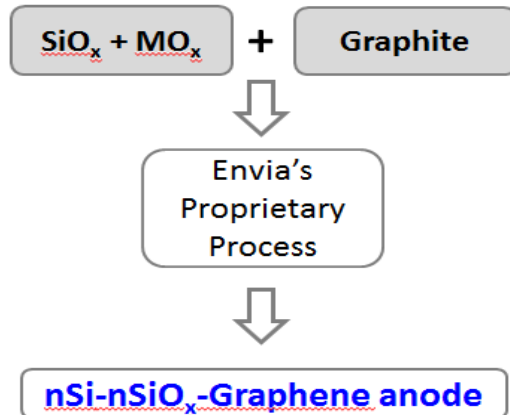 SiOₓ + MOₓ + Graphite
Envia's
Proprietary
Process
nSi-nSiOₓ-Graphene anode